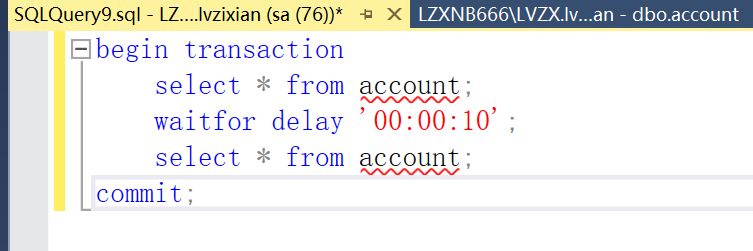 SQLQuery9.sql - LZ....lvzixian (sa (76))* LZXNB666\LVZX.lv...an - dbo.account
begin transaction
select * from account;
waitfor delay '00:00:10';
select * from account;
commit;